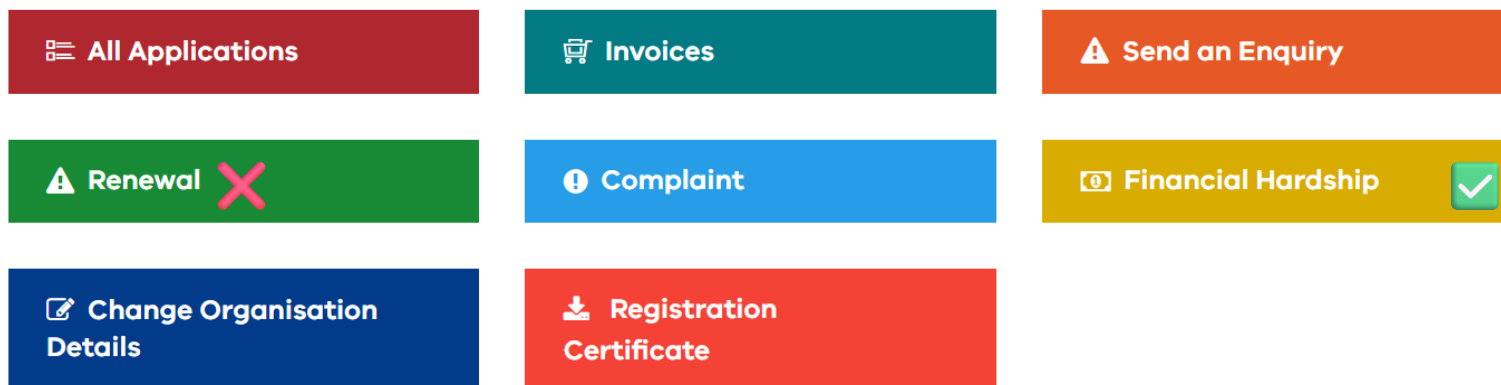 All Applications
Invoices
Send an Enquiry
Renewal
Complaint
Financial Hardship
Change Organisation
Details
Registration
Certificate